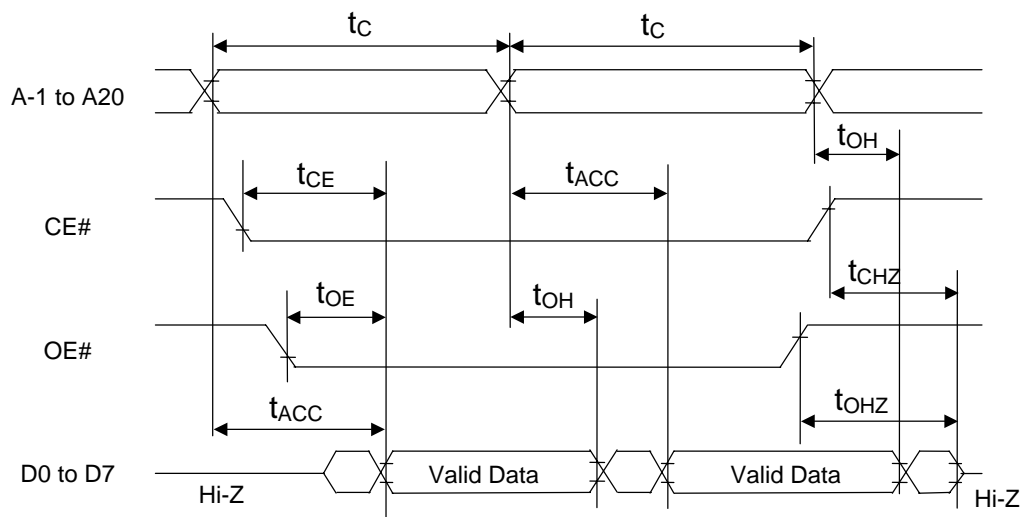 tC tC
A-1 to A20
tOH
tCE tACC
CE#
tCHZ
tOE tOH
OE#
tOHZ
tACC
D0 to D7 Valid Data Valid Data
Hi-Z Hi-Z